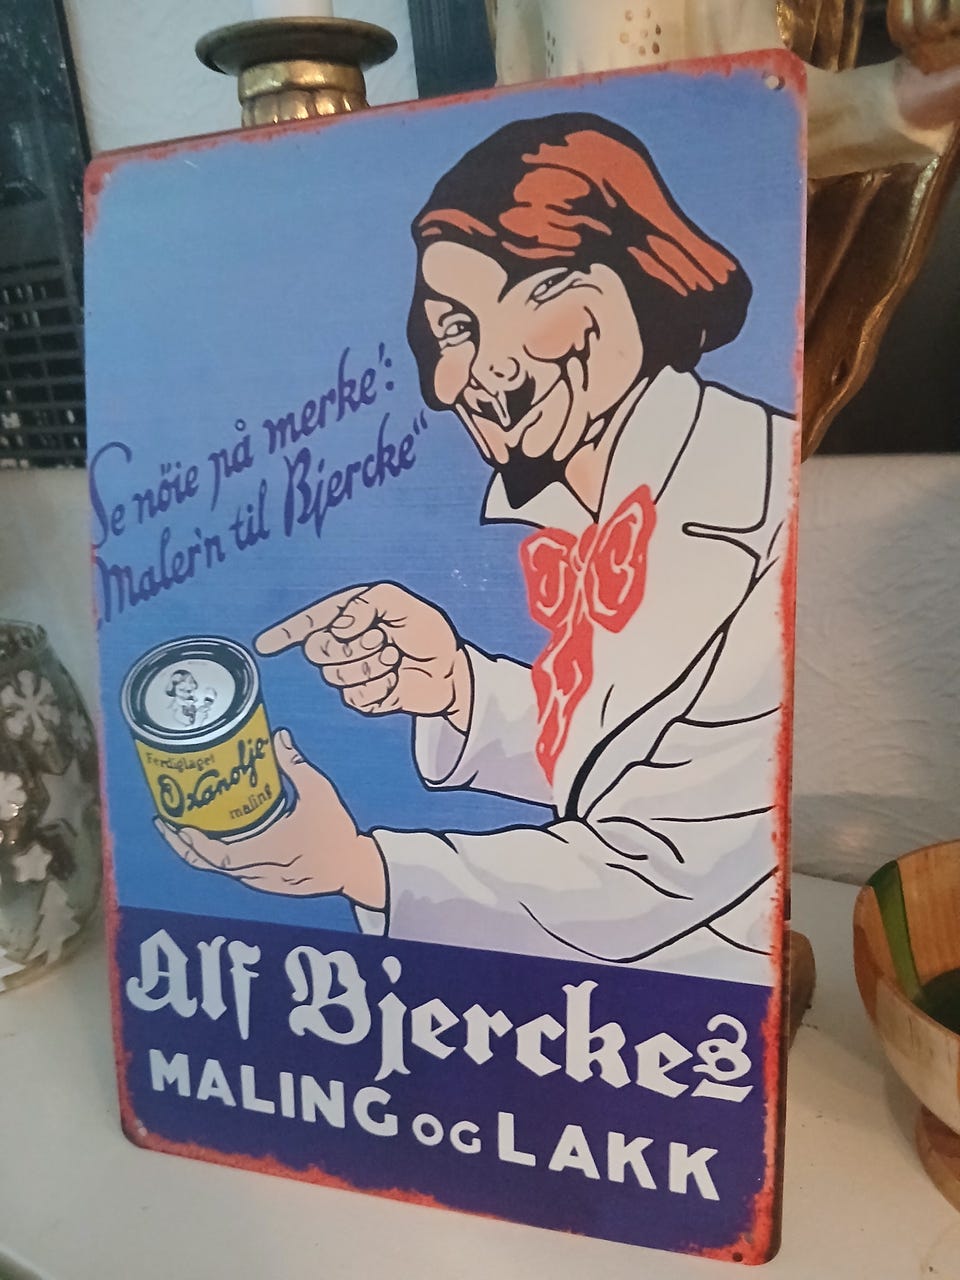 Se nöie på merke':
Maler'n til Bjercke"
Ferdiglaget
Oxanolje
maling
Alf Bjerckes
MALING OG LAKK